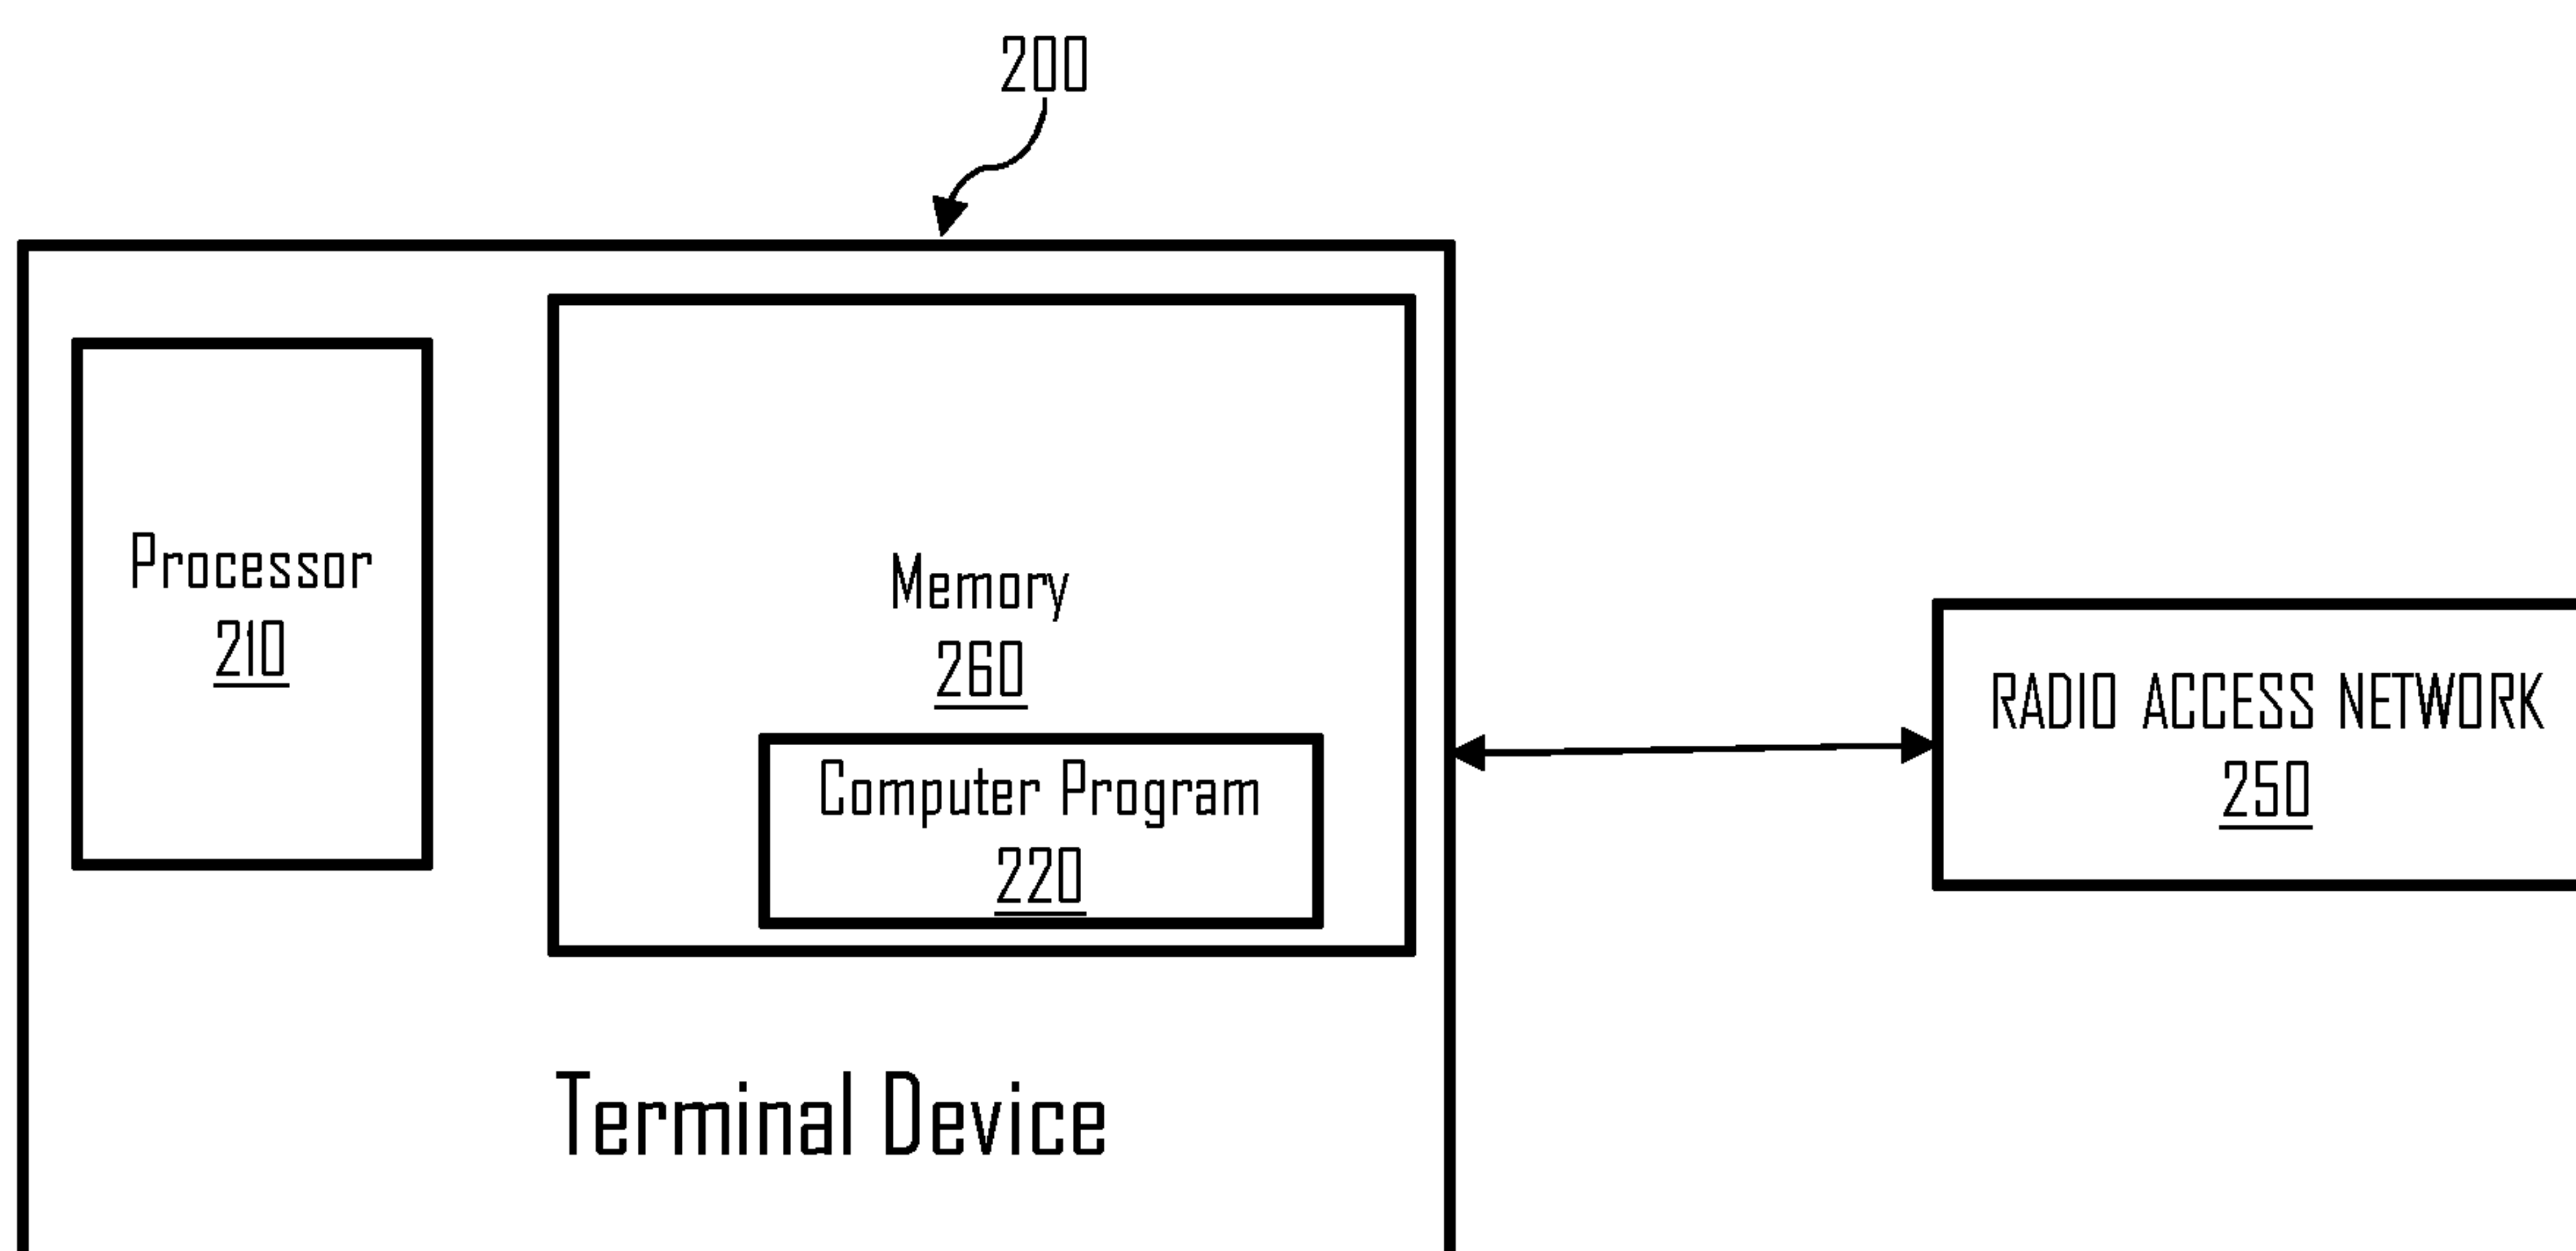 200
Processor
210
Memory
260
Computer Program
220
RADIO ACCESS NETWORK
250
Terminal Device